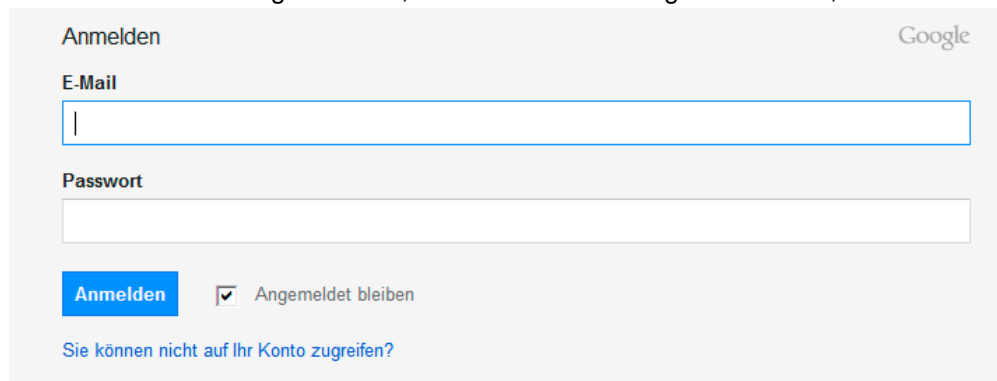 Anmelden Google
E-Mail
Passwort
Anmelden Angemeldet bleiben
Sie können nicht auf Ihr Konto zugreifen?